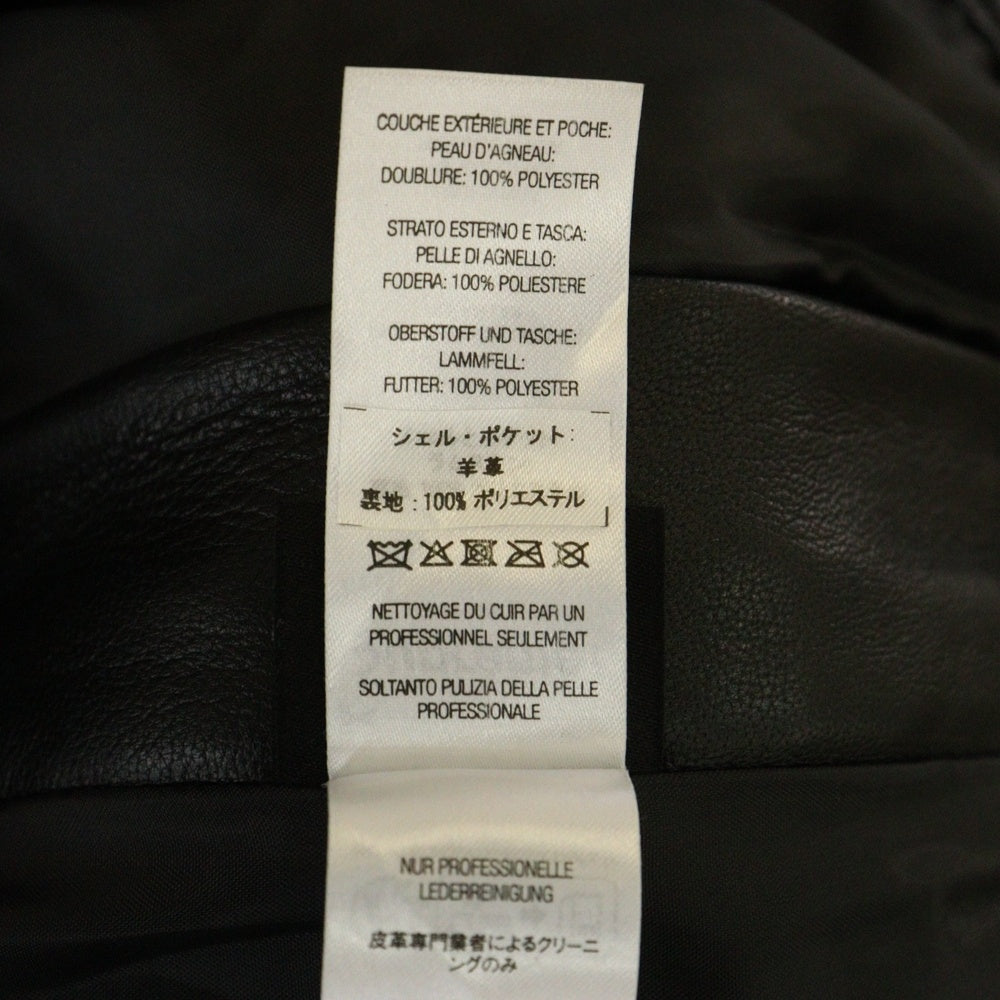 COUCHE EXTÉRIEURE ET POCHE:
PEAU D'AGNEAU:
DOUBLURE: 100% POLYESTER
STRATO ESTERNO E TASCA:
PELLE DI AGNELLO:
FODERA: 100% POLIESTERE
OBERSTOFF UND TASCHE:
LAMMFELL:
FUTTER: 100% POLYESTER
シェル・ポケット:
羊革
裏地:100% ポリエステル
NETTOYAGE DU CUIR PAR UN
PROFESSIONNEL SEULEMENT
SOLTANTO PULIZIA DELLA PELLE
PROFESSIONALE
NUR PROFESSIONELLE
LEDERREINIGUNG
皮革専門業者によるクリーニ
ングのみ